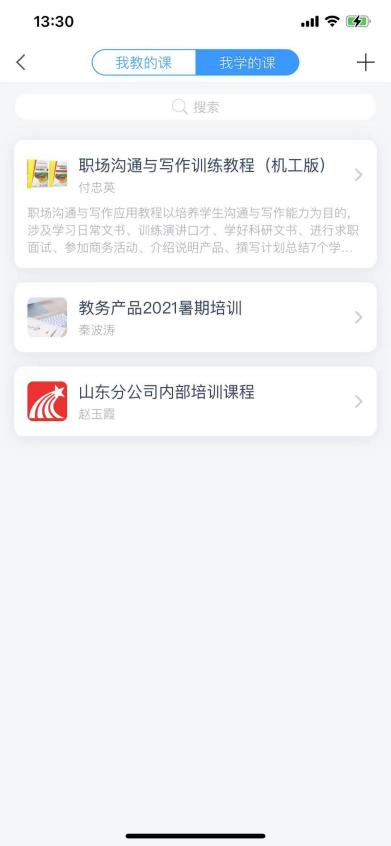 13:30
我教的课
我学的课
搜索
职场沟通与写作训练教程（机工版）
付忠英
职场沟通与写作应用教程以培养学生沟通与写作能力为目的，
涉及学习日常文书、训练演讲口才、学好科研文书、进行求职
面试、参加商务活动、介绍说明产品、撰写计划总结7个学...
教务产品2021暑期培训
秦波涛
山东分公司内部培训课程
赵玉霞